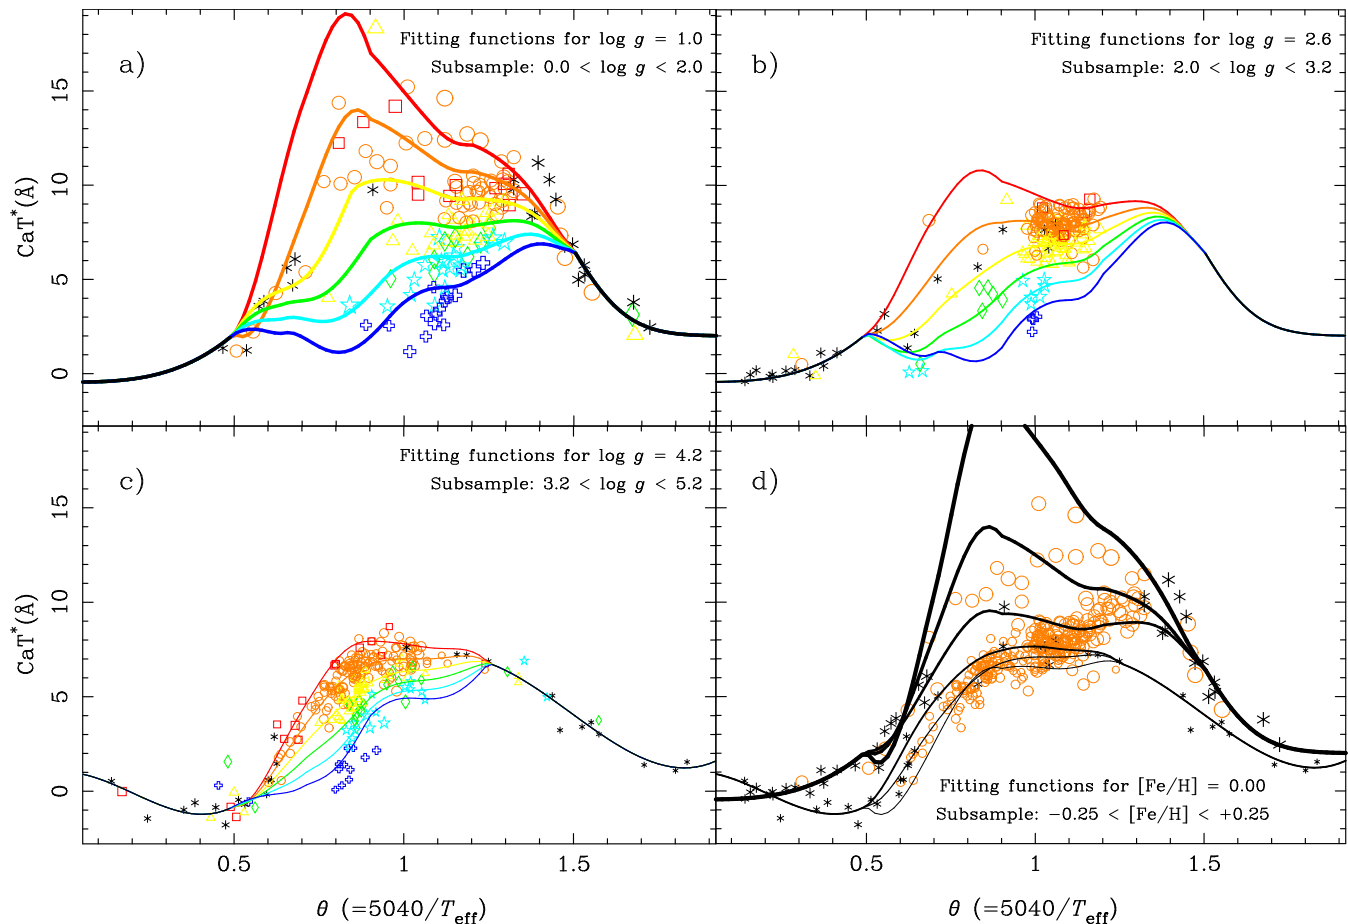 a)
Fitting functions for log g = 1.0
Subsample: 0.0 < log g < 2.0
b)
Fitting functions for log g = 2.6
Subsample: 2.0 < log g < 3.2
CaT*(Å)
15
10
5
0
c)
Fitting functions for log g = 4.2
Subsample: 3.2 < log g < 5.2
d)
Fitting functions for [Fe/H] = 0.00
Subsample: −0.25 < [Fe/H] < +0.25
CaT*(Å)
15
10
5
0
0.5 1 1.5
0.5 1 1.5
θ (=5040/Teff)
θ (=5040/Teff)